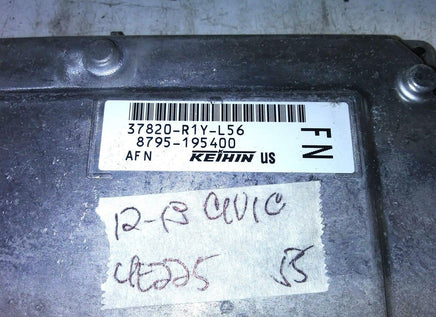 37820-R1Y-L56
8795-195400
AFN KEIHIN US
FN
12-13 CIVIC
4E225 55